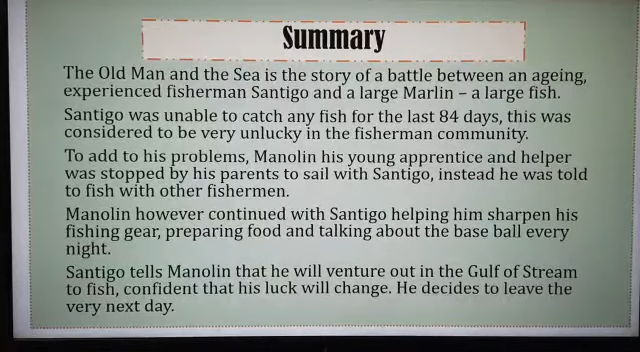 Summary
The Old Man and the Sea is the story of a battle between an ageing,
experienced fisherman Santigo and a large Marlin – a large fish.
Santigo was unable to catch any fish for the last 84 days, this was
considered to be very unlucky in the fisherman community.
To add to his problems, Manolin his young apprentice and helper
was stopped by his parents to sail with Santigo, instead he was told
to fish with other fishermen.
Manolin however continued with Santigo helping him sharpen his
fishing gear, preparing food and talking about the base ball every
night.
Santigo tells Manolin that he will venture out in the Gulf of Stream
to fish, confident that his luck will change. He decides to leave the
very next day.